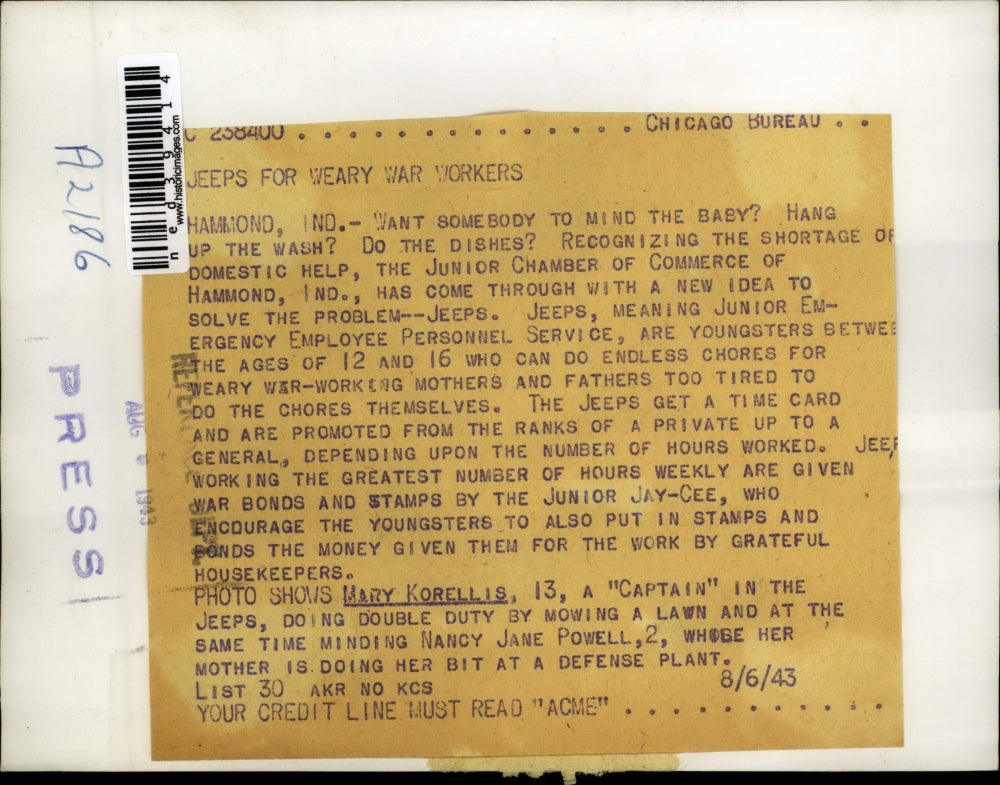 C 238400 . . . . . . . . . . . . . . . CHICAGO BUREAU . .
JEEPS FOR WEARY WAR WORKERS
HAMMOND, IND.- WANT SOMEBODY TO MIND THE BABY? HANG
UP THE WASH? DO THE DISHES? RECOGNIZING THE SHORTAGE OF
DOMESTIC HELP, THE JUNIOR CHAMBER OF COMMERCE OF
HAMMOND, IND., HAS COME THROUGH WITH A NEW IDEA TO
SOLVE THE PROBLEM--JEEPS. JEEPS, MEANING JUNIOR EM-
ERGENCY EMPLOYEE PERSONNEL SERVICE, ARE YOUNGSTERS BETWEE
THE AGES OF 12 AND 16 WHO CAN DO ENDLESS CHORES FOR
WEARY WAR-WORKING MOTHERS AND FATHERS TOO TIRED TO
DO THE CHORES THEMSELVES. THE JEEPS GET A TIME CARD
AND ARE PROMOTED FROM THE RANKS OF A PRIVATE UP TO A
GENERAL, DEPENDING UPON THE NUMBER OF HOURS WORKED. JEEP
WORKING THE GREATEST NUMBER OF HOURS WEEKLY ARE GIVEN
WAR BONDS AND STAMPS BY THE JUNIOR JAY-CEE, WHO
ENCOURAGE THE YOUNGSTERS TO ALSO PUT IN STAMPS AND
BONDS THE MONEY GIVEN THEM FOR THE WORK BY GRATEFUL
HOUSEKEEPERS.
PHOTO SHOWS MARY KORELLIS, 13, A "CAPTAIN" IN THE
JEEPS, DOING DOUBLE DUTY BY MOWING A LAWN AND AT THE
SAME TIME MINDING NANCY JANE POWELL,2, WHOSE HER
MOTHER IS DOING HER BIT AT A DEFENSE PLANT.
LIST 30 AKR NO KCS 8/6/43
YOUR CREDIT LINE MUST READ "ACME" . . . . . . . . . . .
A2186
PRESS
AUG 1943
www.historicimages.com
ned39414